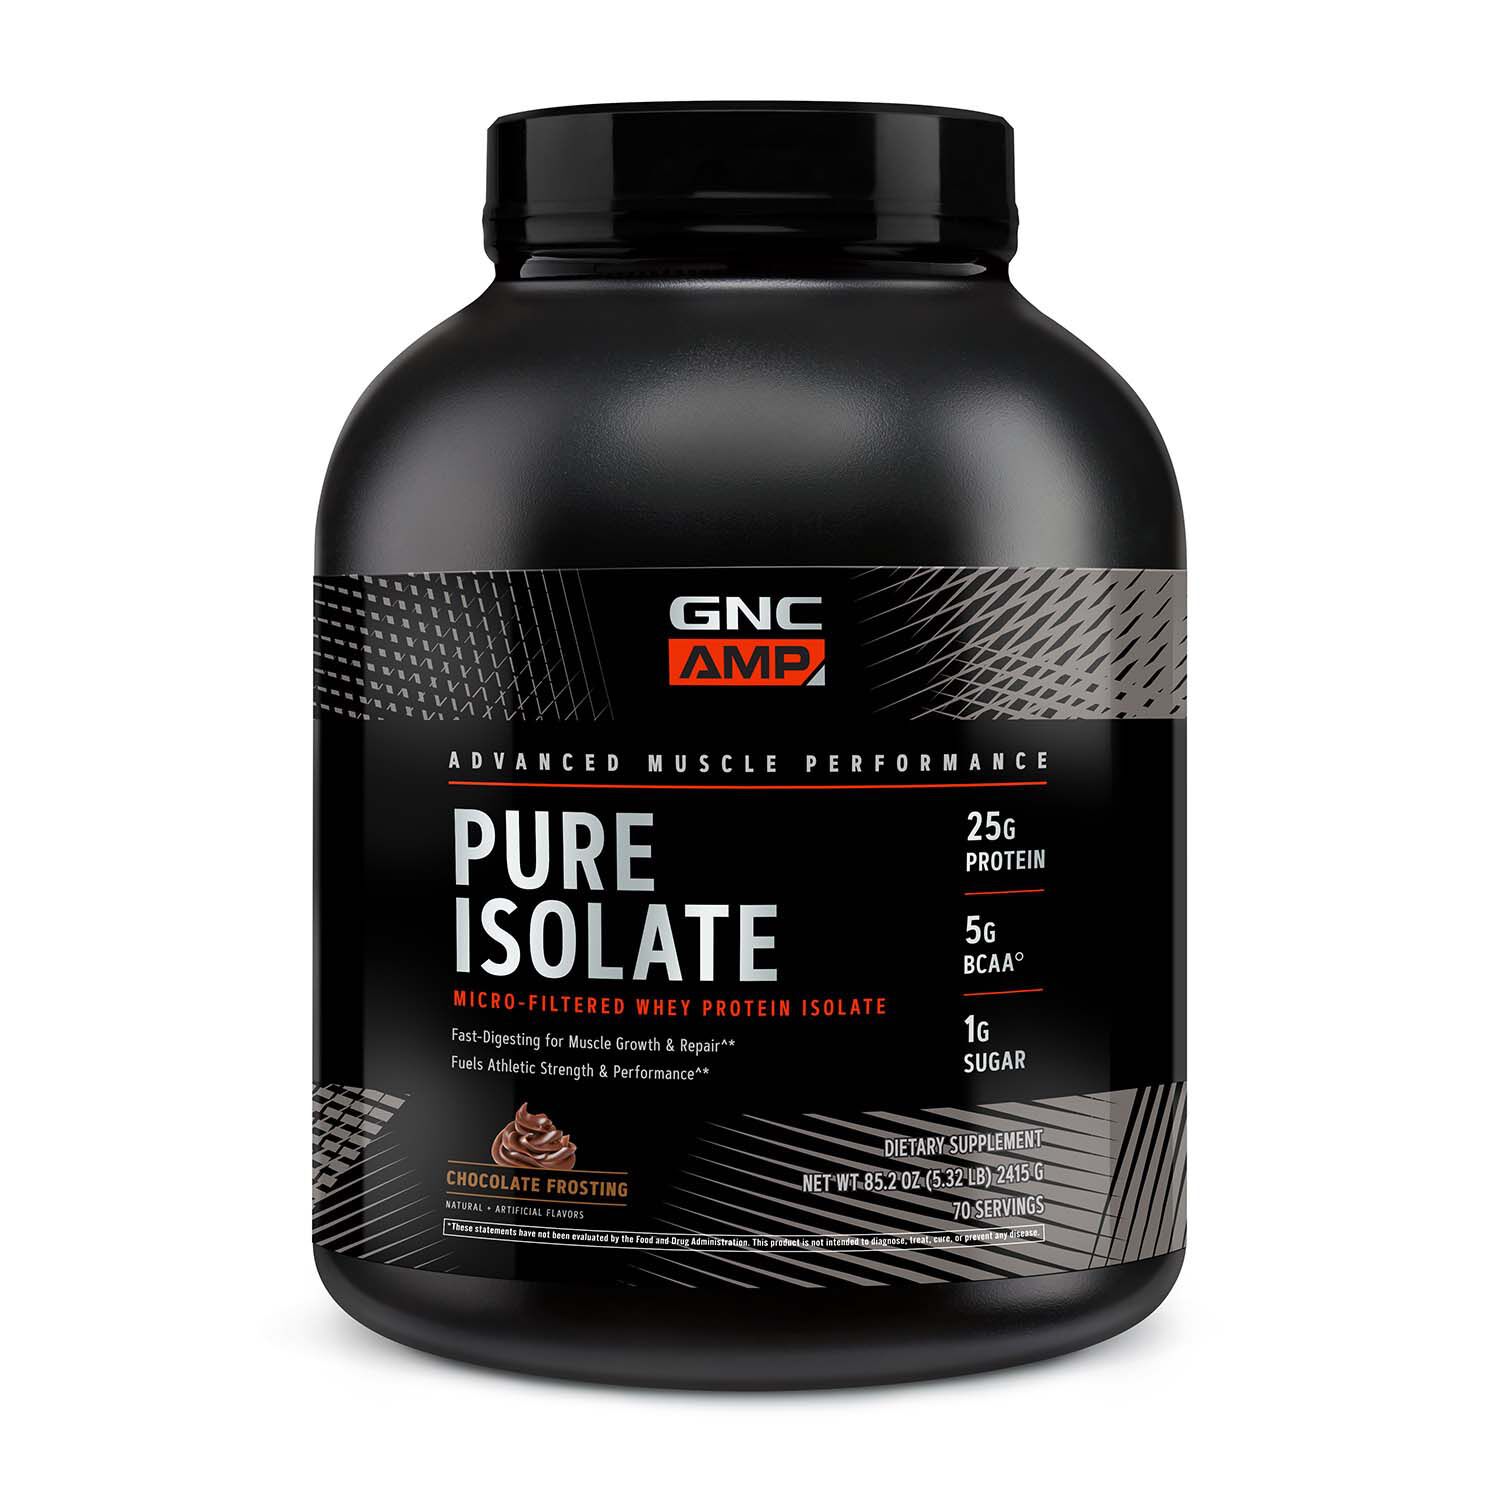 GNC
AMP
ADVANCED MUSCLE PERFORMANCE
PURE
ISOLATE
MICRO-FILTERED WHEY PROTEIN ISOLATE
Fast-Digesting for Muscle Growth & Repair^*
Fuels Athletic Strength & Performance^*
25G
PROTEIN
5G
BCAA°
1G
SUGAR
CHOCOLATE FROSTING
NATURAL + ARTIFICIAL FLAVORS
DIETARY SUPPLEMENT
NET WT 85.2 OZ (5.32 LB) 2415 G
70 SERVINGS
*These statements have not been evaluated by the Food and Drug Administration. This product is not intended to diagnose, treat, cure, or prevent any disease.